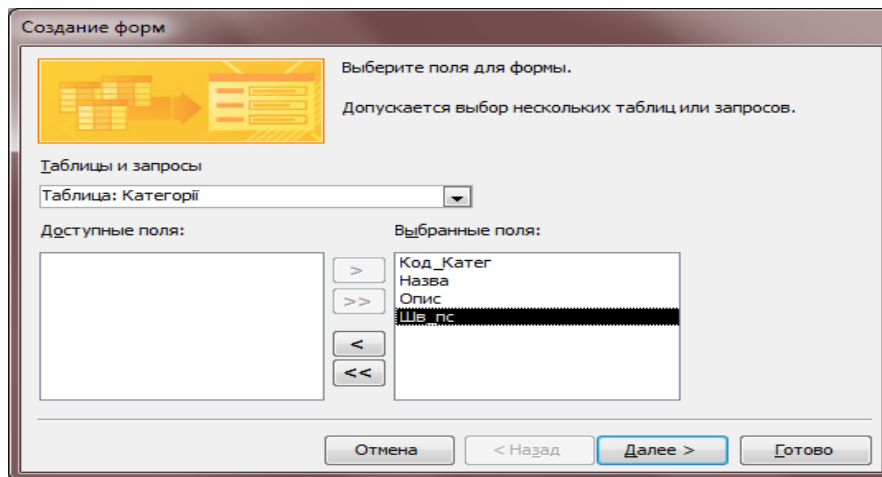 Создание форм
Выберите поля для формы.
Допускается выбор нескольких таблиц или запросов.
Таблицы и запросы
Таблица: Категорії
Доступные поля:
Выбранные поля:
>
>>
<
<<
Код_Катег
Назва
Опис
Шв_пс
Отмена
< Назад
Далее >
Готово